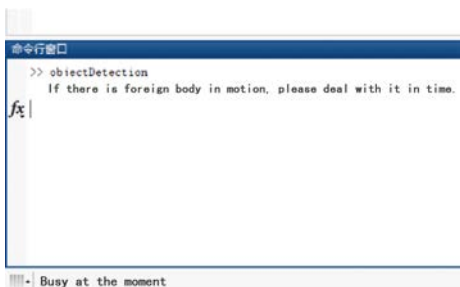 命令行窗口
>> objectDetection
If there is foreign body in motion, please deal with it in time.
fx
Busy at the moment